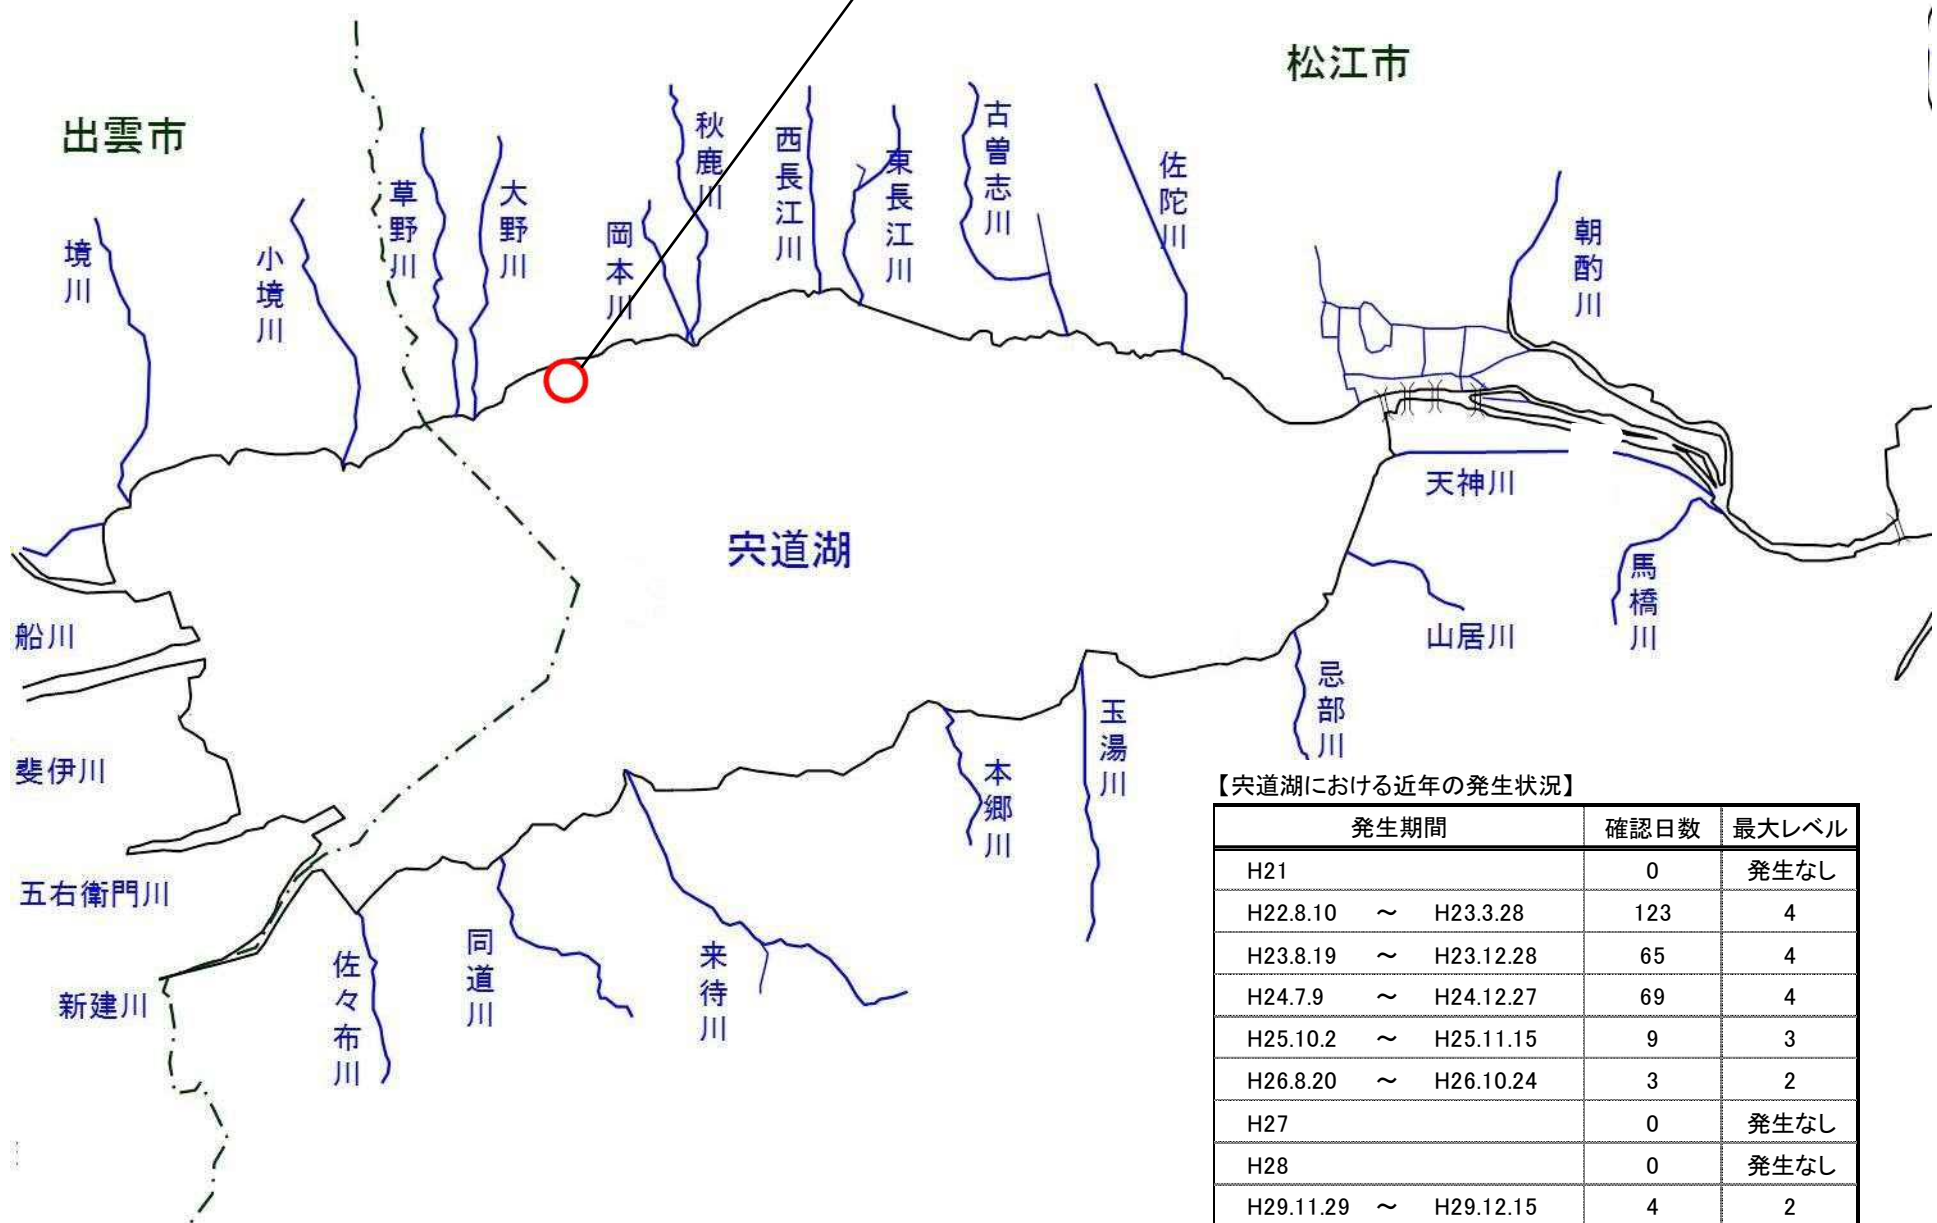 松江市
出雲市
境川
小境川
草野川
大野川
岡本川
秋鹿川
西長江川
東長江川
古曽志川
佐陀川
朝酌川
宍道湖
天神川
馬橋川
山居川
忌部川
玉湯川
本郷川
来待川
同道川
佐々布川
船川
斐伊川
五右衛門川
新建川
【宍道湖における近年の発生状況】
発生期間 確認日数 最大レベル
H21 0 発生なし
H22.8.10 ～ H23.3.28 123 4
H23.8.19 ～ H23.12.28 65 4
H24.7.9 ～ H24.12.27 69 4
H25.10.2 ～ H25.11.15 9 3
H26.8.20 ～ H26.10.24 3 2
H27 0 発生なし
H28 0 発生なし
H29.11.29 ～ H29.12.15 4 2